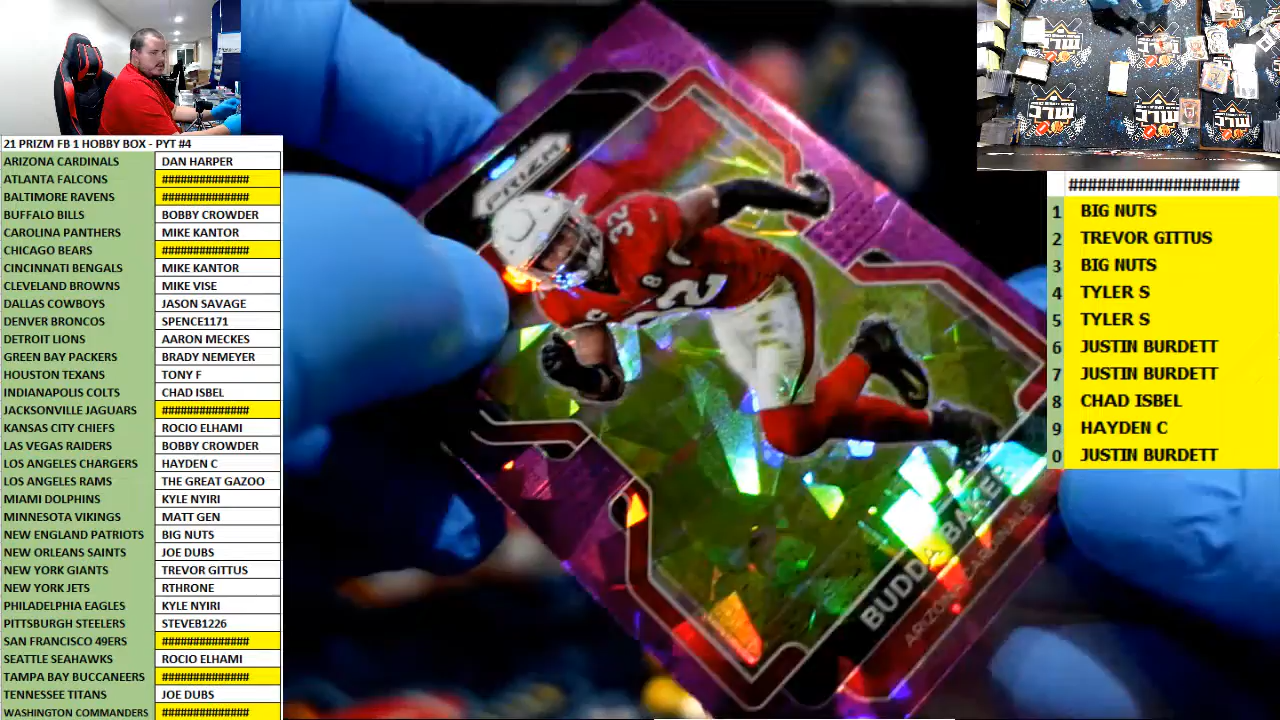 21 PRIZM FB 1 HOBBY BOX - PYT #4
ARIZONA CARDINALS DAN HARPER
ATLANTA FALCONS ##############
BALTIMORE RAVENS ##############
BUFFALO BILLS BOBBY CROWDER
CAROLINA PANTHERS MIKE KANTOR
CHICAGO BEARS ##############
CINCINNATI BENGALS MIKE KANTOR
CLEVELAND BROWNS MIKE VISE
DALLAS COWBOYS JASON SAVAGE
DENVER BRONCOS SPENCE1171
DETROIT LIONS AARON MECKES
GREEN BAY PACKERS BRADY NEMEYER
HOUSTON TEXANS TONY F
INDIANAPOLIS COLTS CHAD ISBEL
JACKSONVILLE JAGUARS ##############
KANSAS CITY CHIEFS ROCIO ELHAMI
LAS VEGAS RAIDERS BOBBY CROWDER
LOS ANGELES CHARGERS HAYDEN C
LOS ANGELES RAMS THE GREAT GAZOO
MIAMI DOLPHINS KYLE NYIRI
MINNESOTA VIKINGS MATT GEN
NEW ENGLAND PATRIOTS BIG NUTS
NEW ORLEANS SAINTS JOE DUBS
NEW YORK GIANTS TREVOR GITTUS
NEW YORK JETS RTHRONE
PHILADELPHIA EAGLES KYLE NYIRI
PITTSBURGH STEELERS STEVEB1226
SAN FRANCISCO 49ERS ##############
SEATTLE SEAHAWKS ROCIO ELHAMI
TAMPA BAY BUCCANEERS ##############
TENNESSEE TITANS JOE DUBS
WASHINGTON COMMANDERS ##############
PRIZM
32
32
BUDDA BAKER
ARIZONA CARDINALS
##################
1 BIG NUTS
2 TREVOR GITTUS
3 BIG NUTS
4 TYLER S
5 TYLER S
6 JUSTIN BURDETT
7 JUSTIN BURDETT
8 CHAD ISBEL
9 HAYDEN C
0 JUSTIN BURDETT